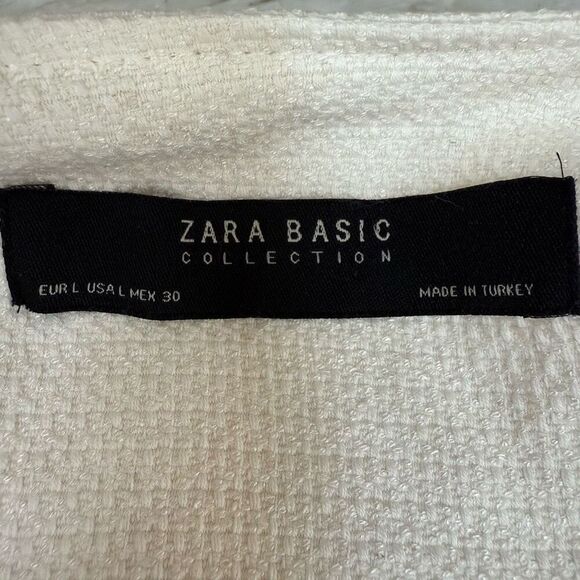 ZARA BASIC
COLLECTION
EUR L USA L MEX 30
MADE IN TURKEY